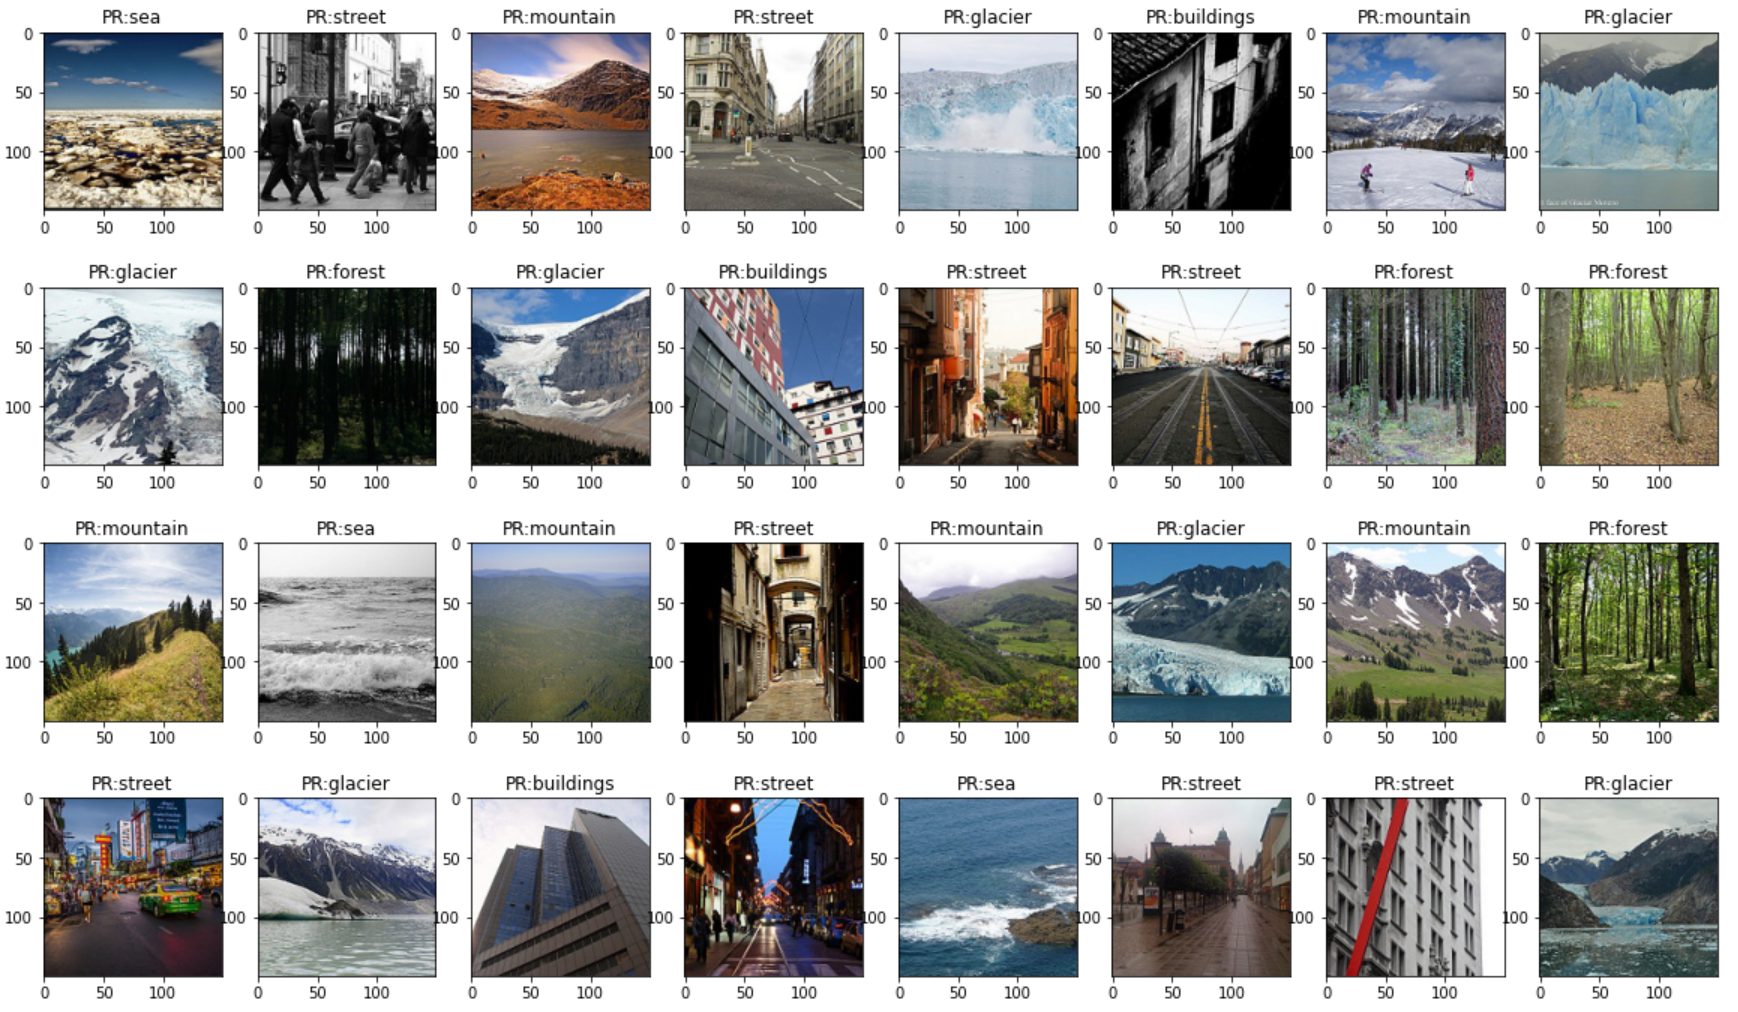 PR:sea PR:street PR:mountain PR:street PR:glacier PR:buildings PR:mountain PR:glacier
0 0 0 0 0 0 0 0
50 50 50 50 50 50 50 50
100 100 100 100 100 100 100 100
0 50 100 0 50 100 0 50 100 0 50 100 0 50 100 0 50 100 0 50 100 0 50 100
PR:glacier PR:forest PR:glacier PR:buildings PR:street PR:street PR:forest PR:forest
0 0 0 0 0 0 0 0
50 50 50 50 50 50 50 50
100 100 100 100 100 100 100 100
0 50 100 0 50 100 0 50 100 0 50 100 0 50 100 0 50 100 0 50 100 0 50 100
PR:mountain PR:sea PR:mountain PR:street PR:mountain PR:glacier PR:mountain PR:forest
0 0 0 0 0 0 0 0
50 50 50 50 50 50 50 50
100 100 100 100 100 100 100 100
0 50 100 0 50 100 0 50 100 0 50 100 0 50 100 0 50 100 0 50 100 0 50 100
PR:street PR:glacier PR:buildings PR:street PR:sea PR:street PR:street PR:glacier
0 0 0 0 0 0 0 0
50 50 50 50 50 50 50 50
100 100 100 100 100 100 100 100
0 50 100 0 50 100 0 50 100 0 50 100 0 50 100 0 50 100 0 50 100 0 50 100